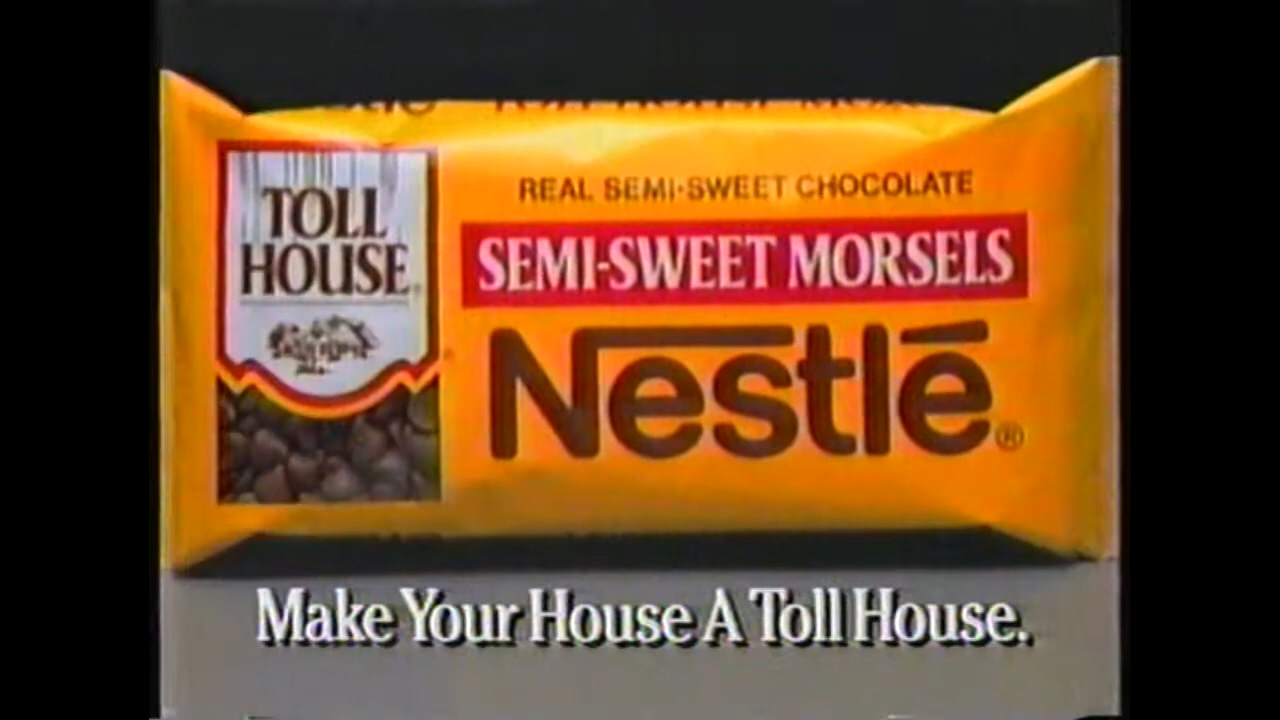 TOLL
HOUSE
REAL SEMI-SWEET CHOCOLATE
SEMI-SWEET MORSELS
Nestlé®
Make Your House A Toll House.